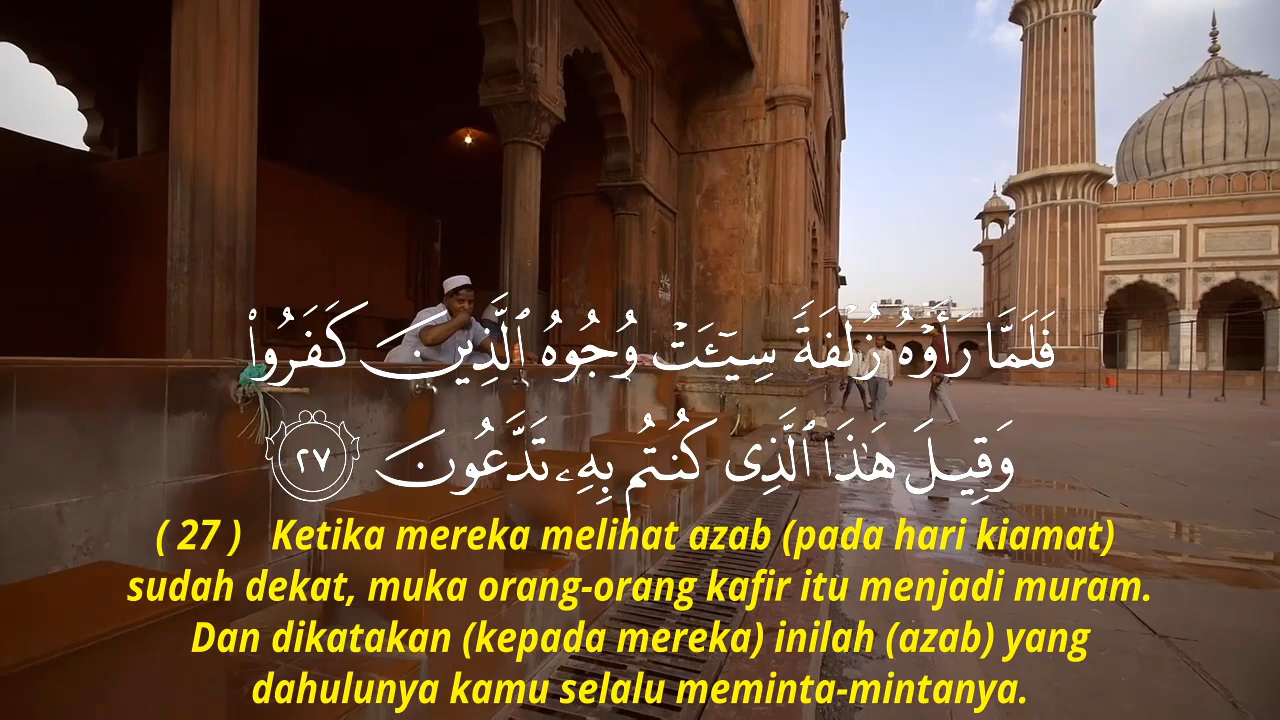 فَلَمَّا رَأَوْهُ زُلْفَةً سِيٓـَٔتْ وُجُوهُ ٱلَّذِينَ كَفَرُوا۟
وَقِيلَ هَـٰذَا ٱلَّذِى كُنتُم بِهِۦ تَدَّعُونَ ٢٧
( 27 ) Ketika mereka melihat azab (pada hari kiamat)
sudah dekat, muka orang-orang kafir itu menjadi muram.
Dan dikatakan (kepada mereka) inilah (azab) yang
dahulunya kamu selalu meminta-mintanya.